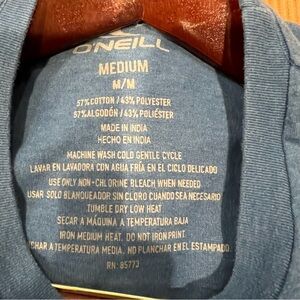 O'NEILL
MEDIUM
M/M
57% COTTON / 43% POLYESTER
57% ALGODÓN / 43% POLIÉSTER
MADE IN INDIA
HECHO EN INDIA
MACHINE WASH COLD GENTLE CYCLE
LAVAR EN LAVADORA CON AGUA FRÍA EN EL CICLO DELICADO
USE ONLY NON-CHLORINE BLEACH WHEN NEEDED
USAR SOLO BLANQUEADOR SIN CLORO CUANDO SEA NECESARIO
TUMBLE DRY LOW HEAT
SECAR A MÁQUINA A TEMPERATURA BAJA
IRON MEDIUM HEAT. DO NOT IRON PRINT
CHAR A TEMPERATURA MEDIA, NO PLANCHAR EN EL ESTAMPADO
RN: 85773